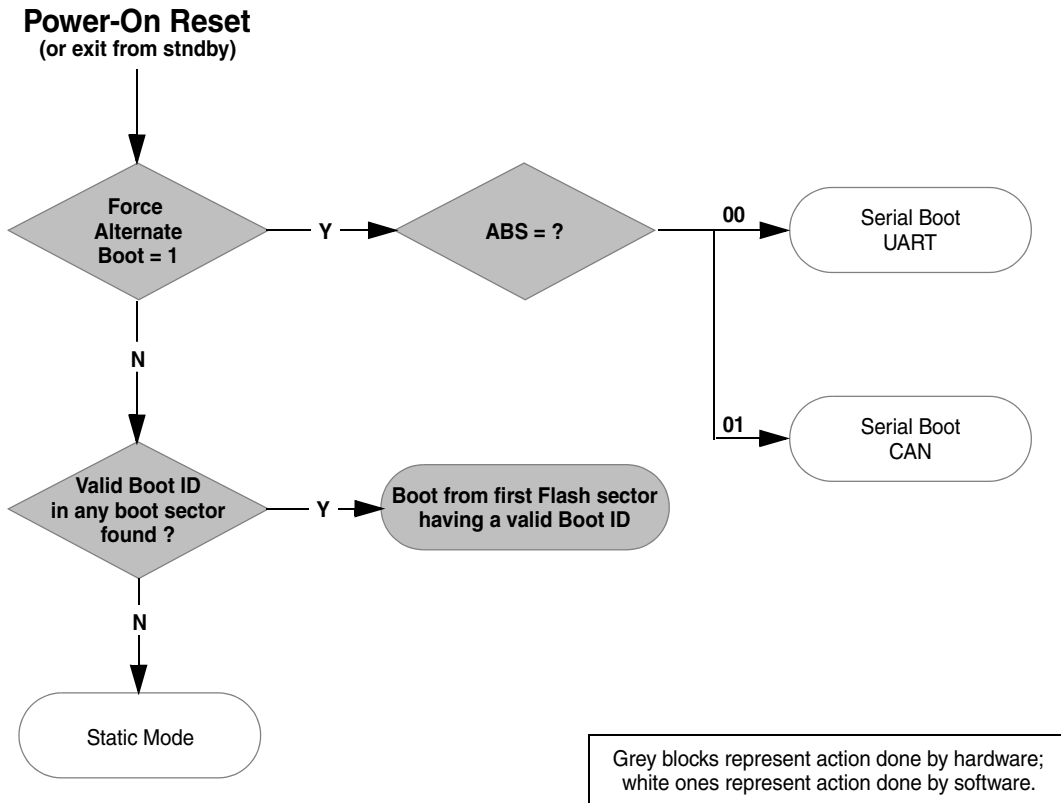 Power-On Reset
(or exit from stndby)
Force
Alternate
Boot = 1
Y
ABS = ?
00
Serial Boot
UART
N
01
Serial Boot
CAN
Valid Boot ID
in any boot sector
found ?
Y
Boot from first Flash sector
having a valid Boot ID
N
Static Mode
Grey blocks represent action done by hardware;
white ones represent action done by software.